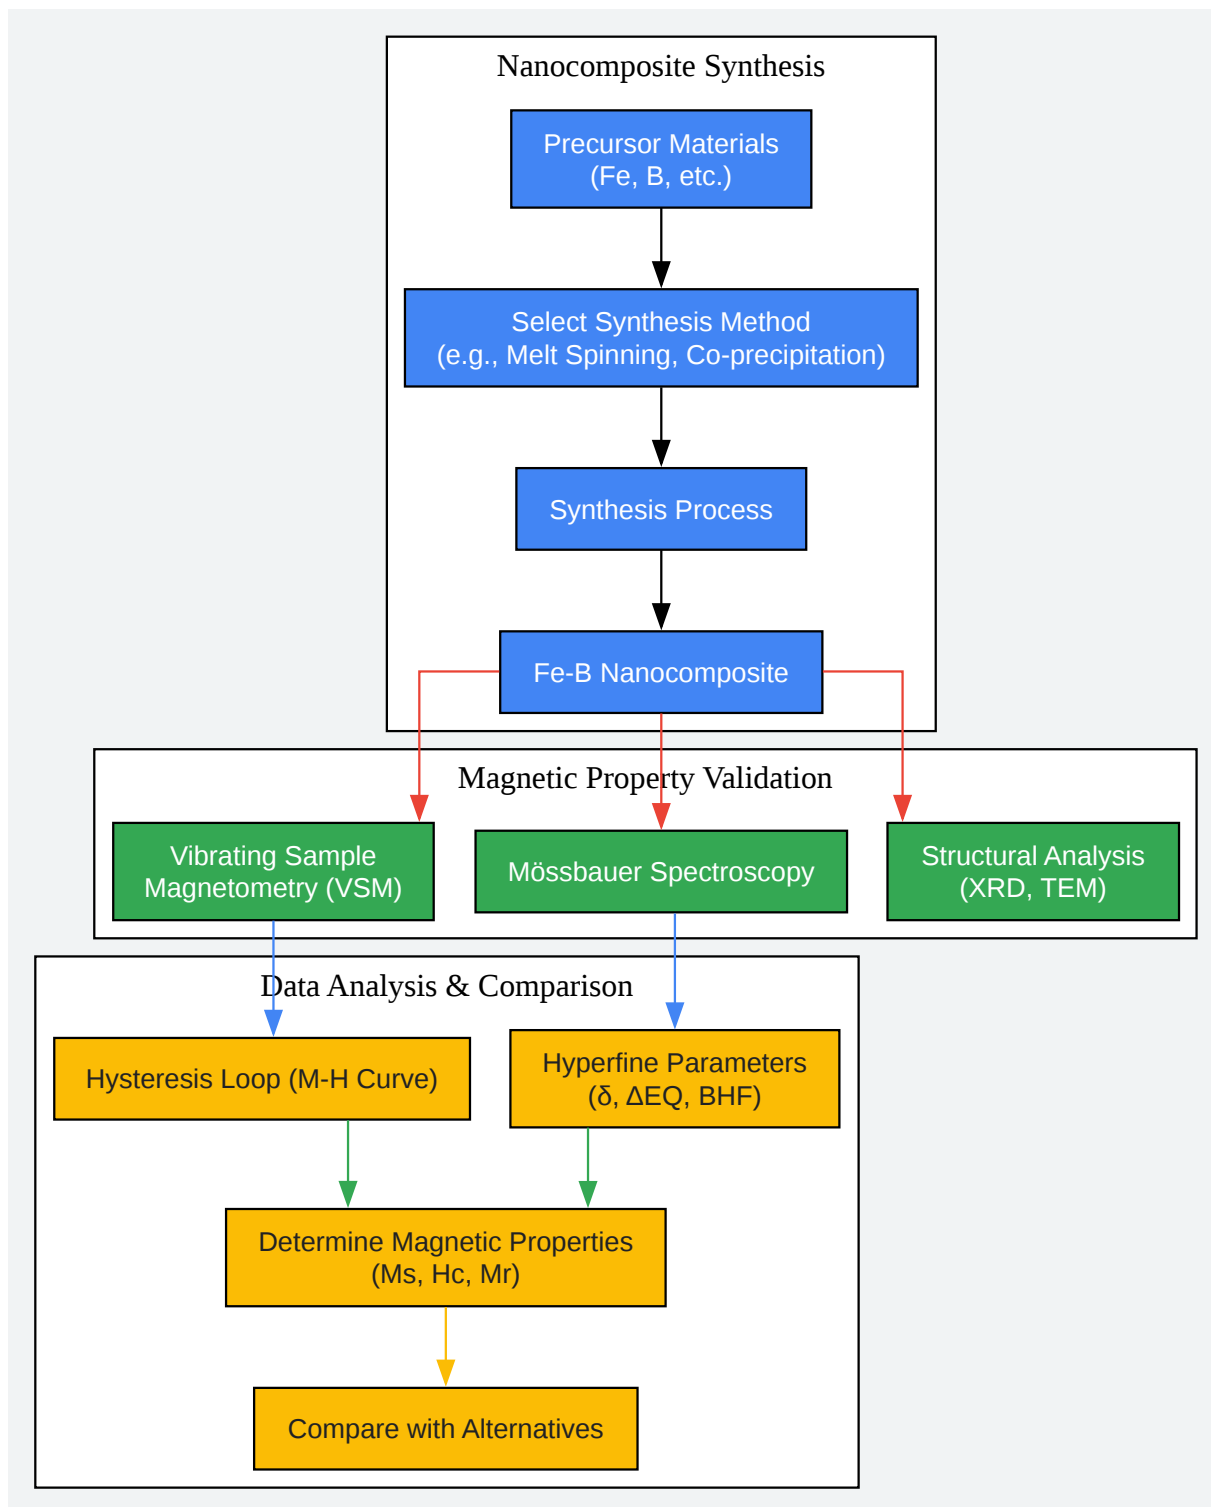 Nanocomposite Synthesis
Precursor Materials
(Fe, B, etc.)
Select Synthesis Method
(e.g., Melt Spinning, Co-precipitation)
Synthesis Process
Fe-B Nanocomposite
Magnetic Property Validation
Vibrating Sample
Magnetometry (VSM)
Mössbauer Spectroscopy
Structural Analysis
(XRD, TEM)
Data Analysis & Comparison
Hysteresis Loop (M-H Curve)
Hyperfine Parameters
(δ, ΔEQ, BHF)
Determine Magnetic Properties
(Ms, Hc, Mr)
Compare with Alternatives